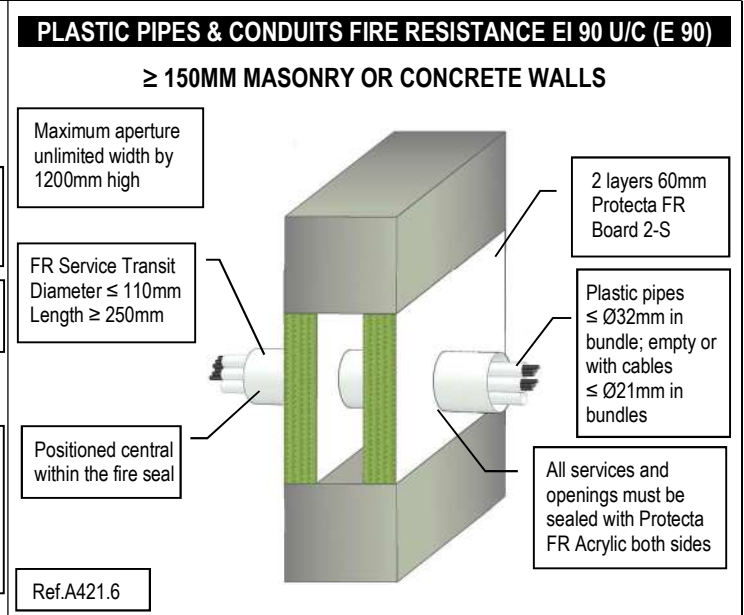 PLASTIC PIPES & CONDUITS FIRE RESISTANCE EI 90 U/C (E 90)
≥ 150MM MASONRY OR CONCRETE WALLS
Maximum aperture
unlimited width by
1200mm high
2 layers 60mm
Protecta FR
Board 2-S
FR Service Transit
Diameter ≤ 110mm
Length ≥ 250mm
Plastic pipes
≤ Ø32mm in
bundle; empty or
with cables
≤ Ø21mm in
bundles
Positioned central
within the fire seal
All services and
openings must be
sealed with Protecta
FR Acrylic both sides
Ref.A421.6